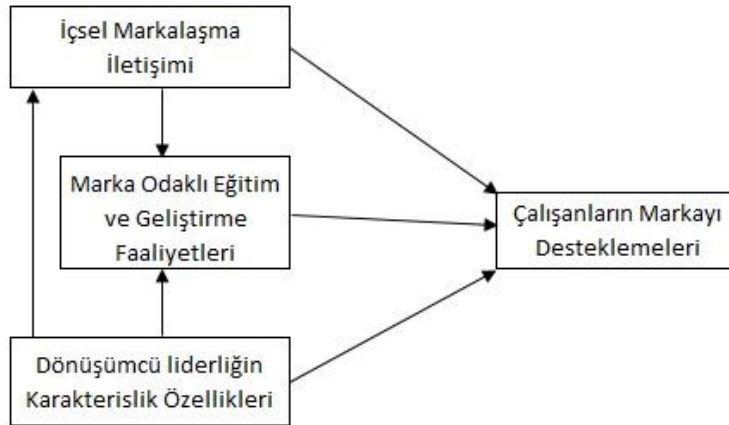 İçsel Markalaşma
İletişimi
Marka Odaklı Eğitim
ve Geliştirme
Faaliyetleri
Çalışanların Markayı
Desteklemeleri
Dönüşümcü liderliğin
Karakterislik Özellikleri